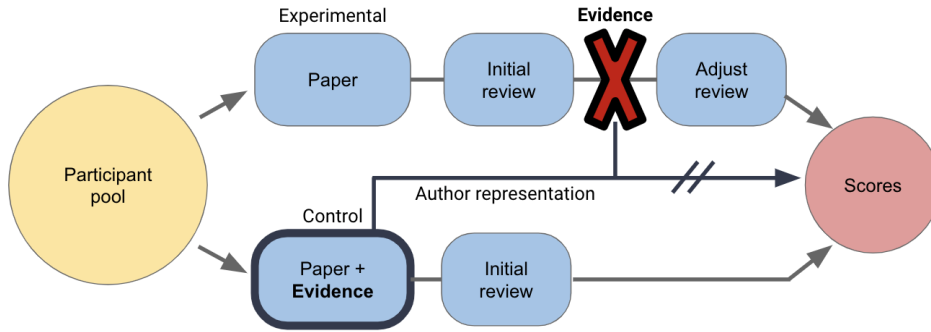 Experimental
Evidence
Paper
Initial
review
Adjust
review
Participant
pool
Author representation
Scores
Control
Paper +
Evidence
Initial
review